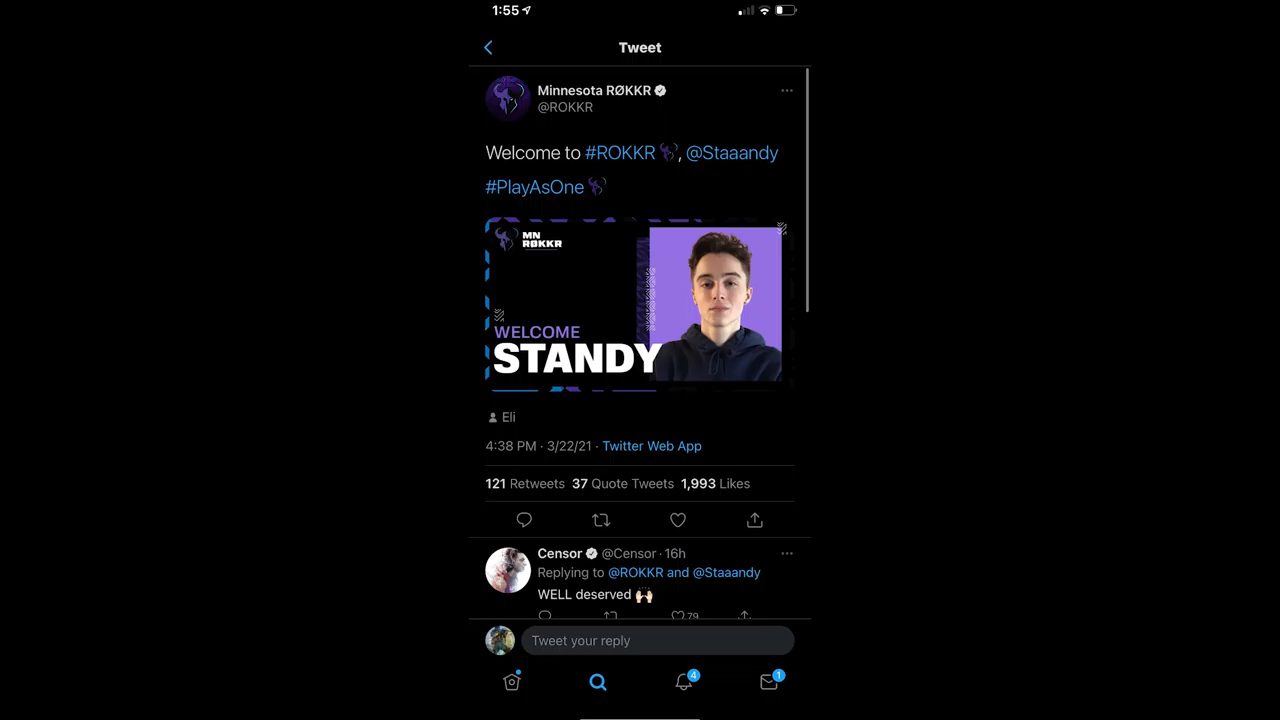 1:55
Tweet
Minnesota RØKKR
@ROKKR
Welcome to #ROKKR, @Staaandy
#PlayAsOne
MN
RØKKR
WELCOME
STANDY
Eli
4:38 PM · 3/22/21 · Twitter Web App
121 Retweets 37 Quote Tweets 1,993 Likes
Censor @Censor · 16h
Replying to @ROKKR and @Staaandy
WELL deserved 🙌🏻
79
Tweet your reply
4
1